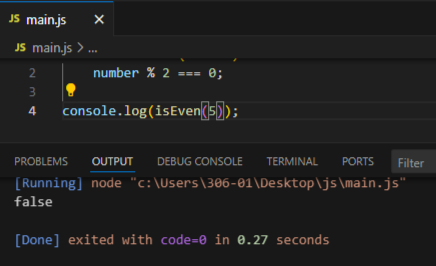 JS main.js ×
JS main.js > ...
2 number % 2 === 0;
3
4 console.log(isEven(5));
PROBLEMS OUTPUT DEBUG CONSOLE TERMINAL PORTS Filter
[Running] node "c:\Users\306-01\Desktop\js\main.js"
false
[Done] exited with code=0 in 0.27 seconds